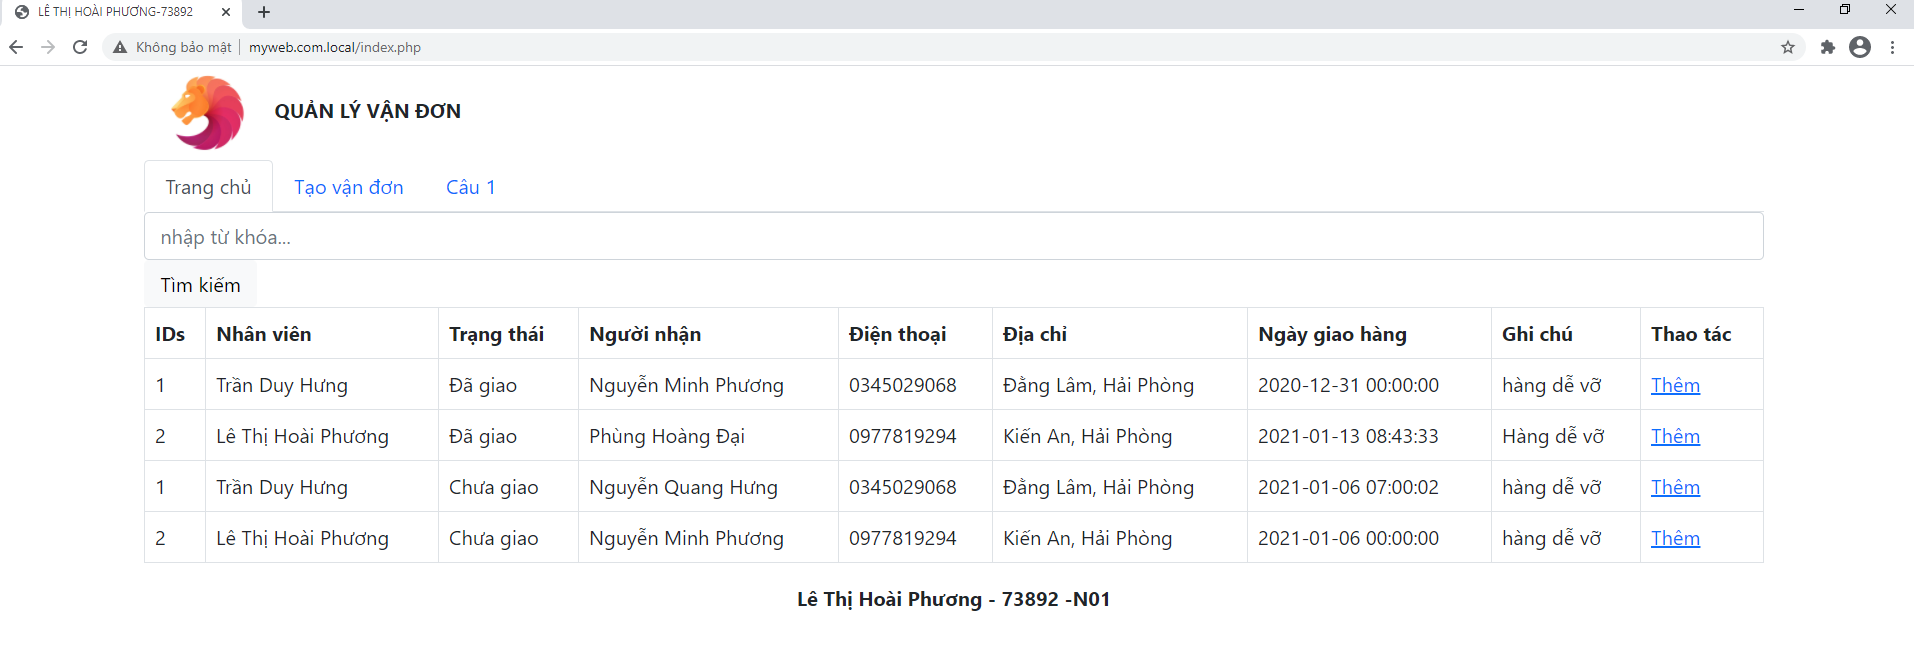 LÊ THỊ HOÀI PHƯƠNG-73892
Không bảo mật | myweb.com.local/index.php
QUẢN LÝ VẬN ĐƠN
Trang chủ Tạo vận đơn Câu 1
nhập từ khóa...
Tìm kiếm
IDs Nhân viên Trạng thái Người nhận Điện thoại Địa chỉ Ngày giao hàng Ghi chú Thao tác
1 Trần Duy Hưng Đã giao Nguyễn Minh Phương 0345029068 Đằng Lâm, Hải Phòng 2020-12-31 00:00:00 hàng dễ vỡ Thêm
2 Lê Thị Hoài Phương Đã giao Phùng Hoàng Đại 0977819294 Kiến An, Hải Phòng 2021-01-13 08:43:33 Hàng dễ vỡ Thêm
1 Trần Duy Hưng Chưa giao Nguyễn Quang Hưng 0345029068 Đằng Lâm, Hải Phòng 2021-01-06 07:00:02 hàng dễ vỡ Thêm
2 Lê Thị Hoài Phương Chưa giao Nguyễn Minh Phương 0977819294 Kiến An, Hải Phòng 2021-01-06 00:00:00 hàng dễ vỡ Thêm
Lê Thị Hoài Phương - 73892 -N01